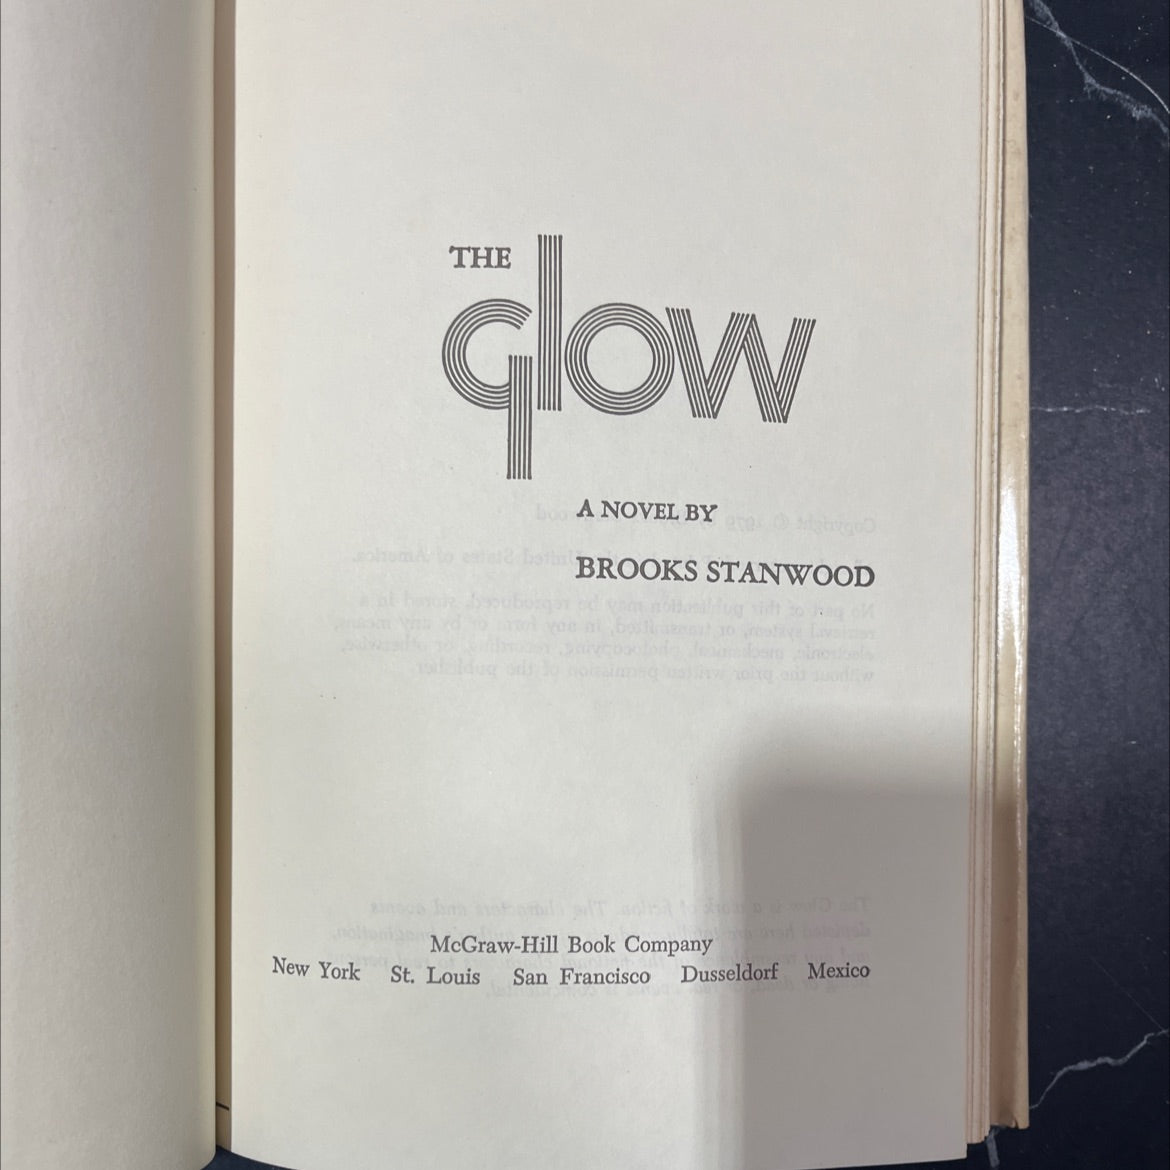 THE
glow
A NOVEL BY
BROOKS STANWOOD
McGraw-Hill Book Company
New York St. Louis San Francisco Dusseldorf Mexico